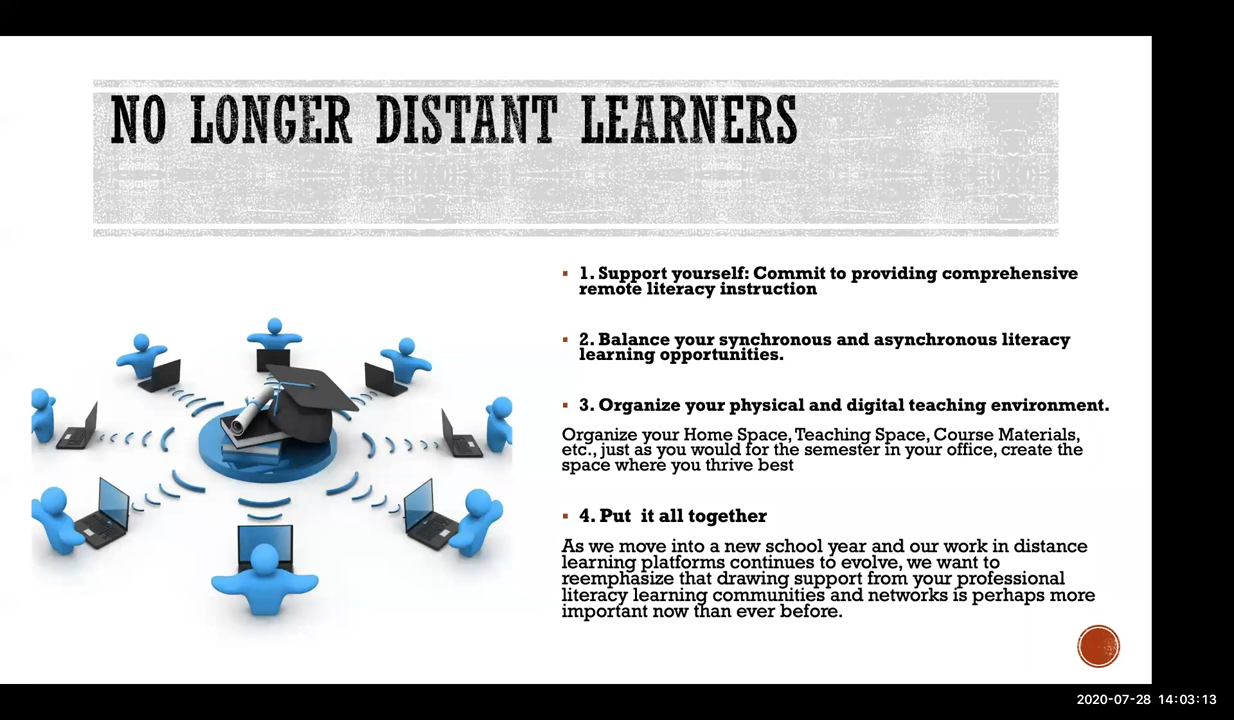 NO LONGER DISTANT LEARNERS
▪ 1. Support yourself: Commit to providing comprehensive
remote literacy instruction
▪ 2. Balance your synchronous and asynchronous literacy
learning opportunities.
▪ 3. Organize your physical and digital teaching environment.
Organize your Home Space, Teaching Space, Course Materials,
etc., just as you would for the semester in your office, create the
space where you thrive best
▪ 4. Put  it all together
As we move into a new school year and our work in distance
learning platforms continues to evolve, we want to
reemphasize that drawing support from your professional
literacy learning communities and networks is perhaps more
important now than ever before.
2020-07-28 14:03:13